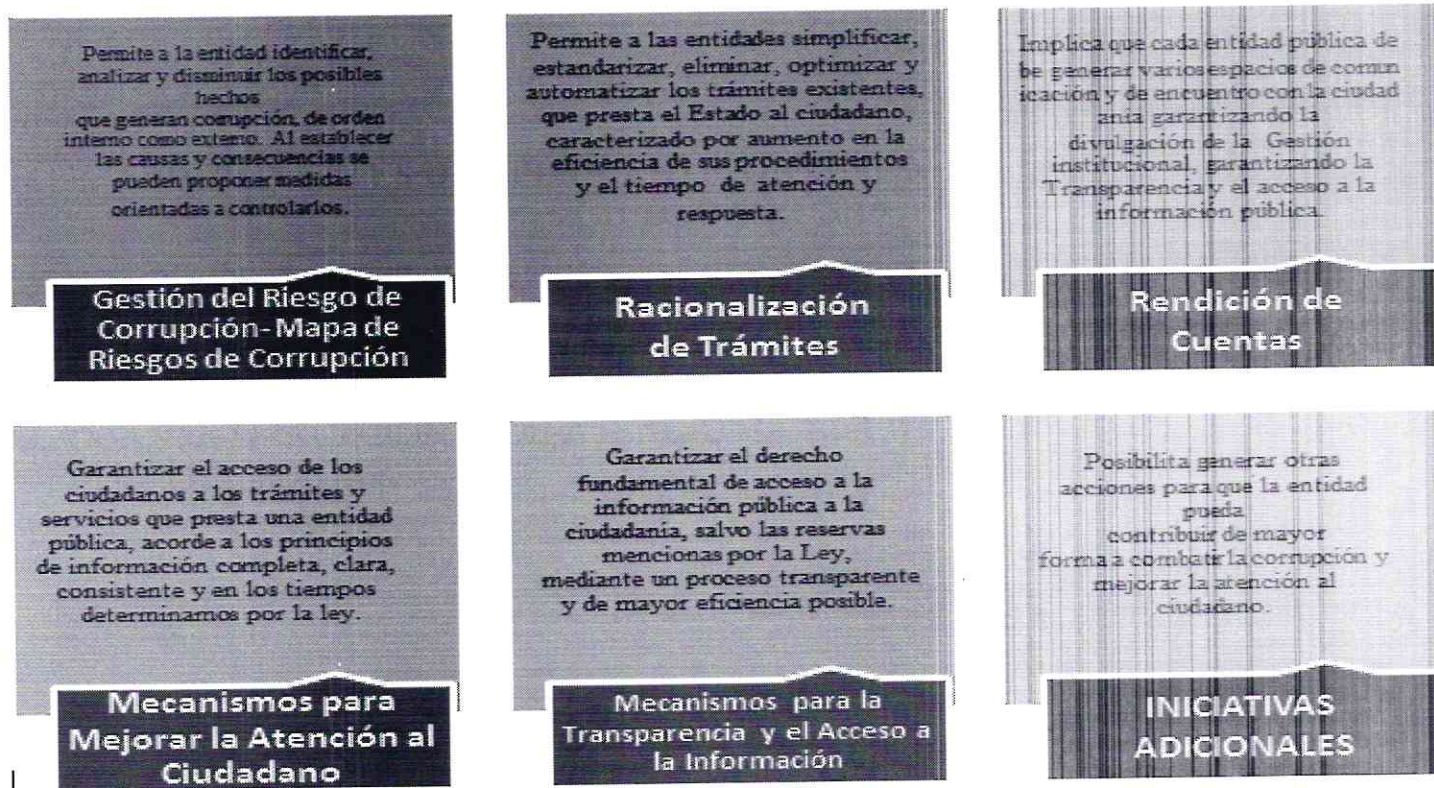 Permite a la entidad identificar,
analizar y disminuir los posibles
hechos
que generan corrupción, de orden
interno como externo. Al establecer
las causas y consecuencias se
pueden proponer medidas
orientadas a controlarlos.
Gestión del Riesgo de
Corrupción- Mapa de
Riesgos de Corrupción
Permite a las entidades simplificar,
estandarizar, eliminar, optimizar y
automatizar los trámites existentes,
que presta el Estado al ciudadano,
caracterizado por aumento en la
eficiencia de sus procedimientos
y el tiempo de atención y
respuesta.
Racionalización
de Trámites
Implica que cada entidad pública de
be generar varios espacios de comun
icación y de encuentro con la ciudad
anía garantizando la
divulgación de la Gestión
institucional, garantizando la
Transparencia y el acceso a la
información pública.
Rendición de
Cuentas
Garantizar el acceso de los
ciudadanos a los trámites y
servicios que presta una entidad
pública, acorde a los principios
de información completa, clara,
consistente y en los tiempos
determinamos por la ley.
Mecanismos para
Mejorar la Atención al
Ciudadano
Garantizar el derecho
fundamental de acceso a la
información pública a la
ciudadanía, salvo las reservas
mencionas por la Ley,
mediante un proceso transparente
y de mayor eficiencia posible.
Mecanismos para la
Transparencia y el Acceso a
la Información
Posibilita generar otras
acciones para que la entidad
pueda
contribuir de mayor
forma a combatir la corrupción y
mejorar la atención al
ciudadano.
INICIATIVAS
ADICIONALES